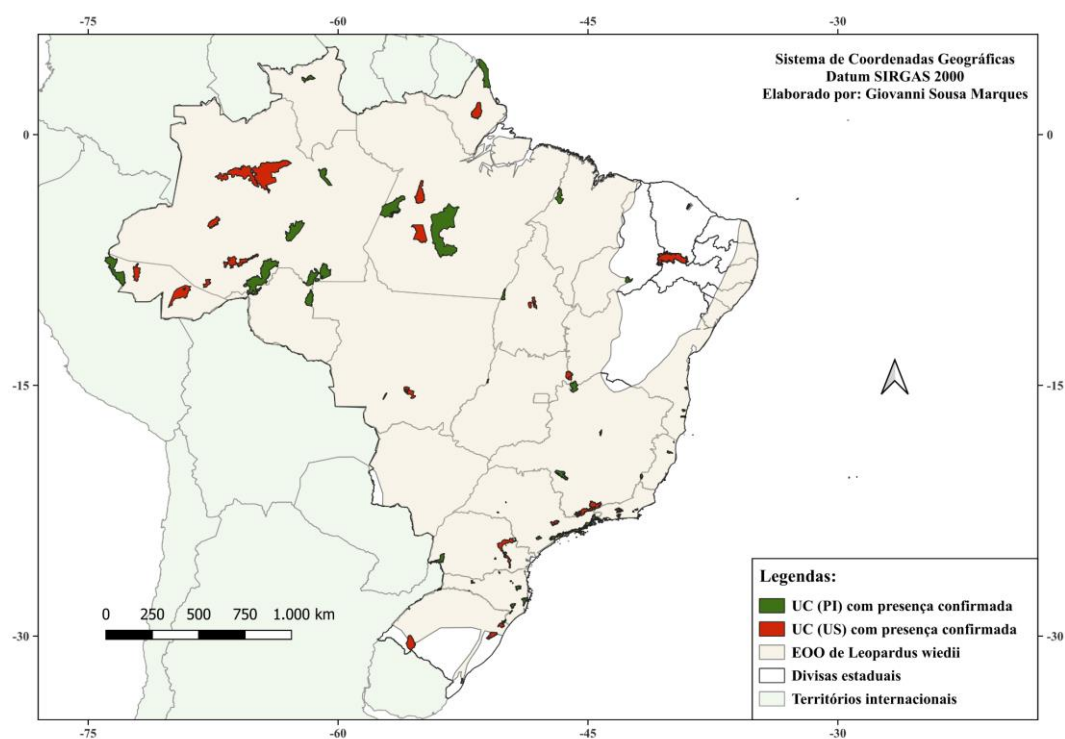 -75
-60
-45
-30
Sistema de Coordenadas Geográficas
Datum SIRGAS 2000
Elaborado por: Giovanni Sousa Marques
0
0
-15
-15
Legendas:
UC (PI) com presença confirmada
UC (US) com presença confirmada
EOO de Leopardus wiedii
Divisas estaduais
Territórios internacionais
0 250 500 750 1.000 km
-30
-30
-75
-60
-45
-30